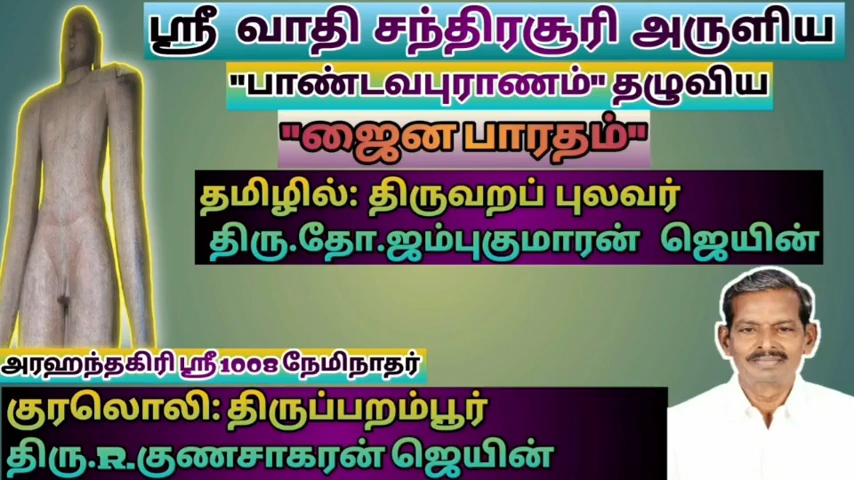 ஸ்ரீ வாதி சந்திரசூரி அருளிய
"பாண்டவபுராணம்" தழுவிய
"ஜைன பாரதம்"
தமிழில்: திருவறப் புலவர்
திரு.தோ.ஜம்புகுமாரன் ஜெயின்
அரஹந்தகிரி ஸ்ரீ 1008 நேமிநாதர்
குரலொலி: திருப்பறம்பூர்
திரு.R.குணசாகரன் ஜெயின்